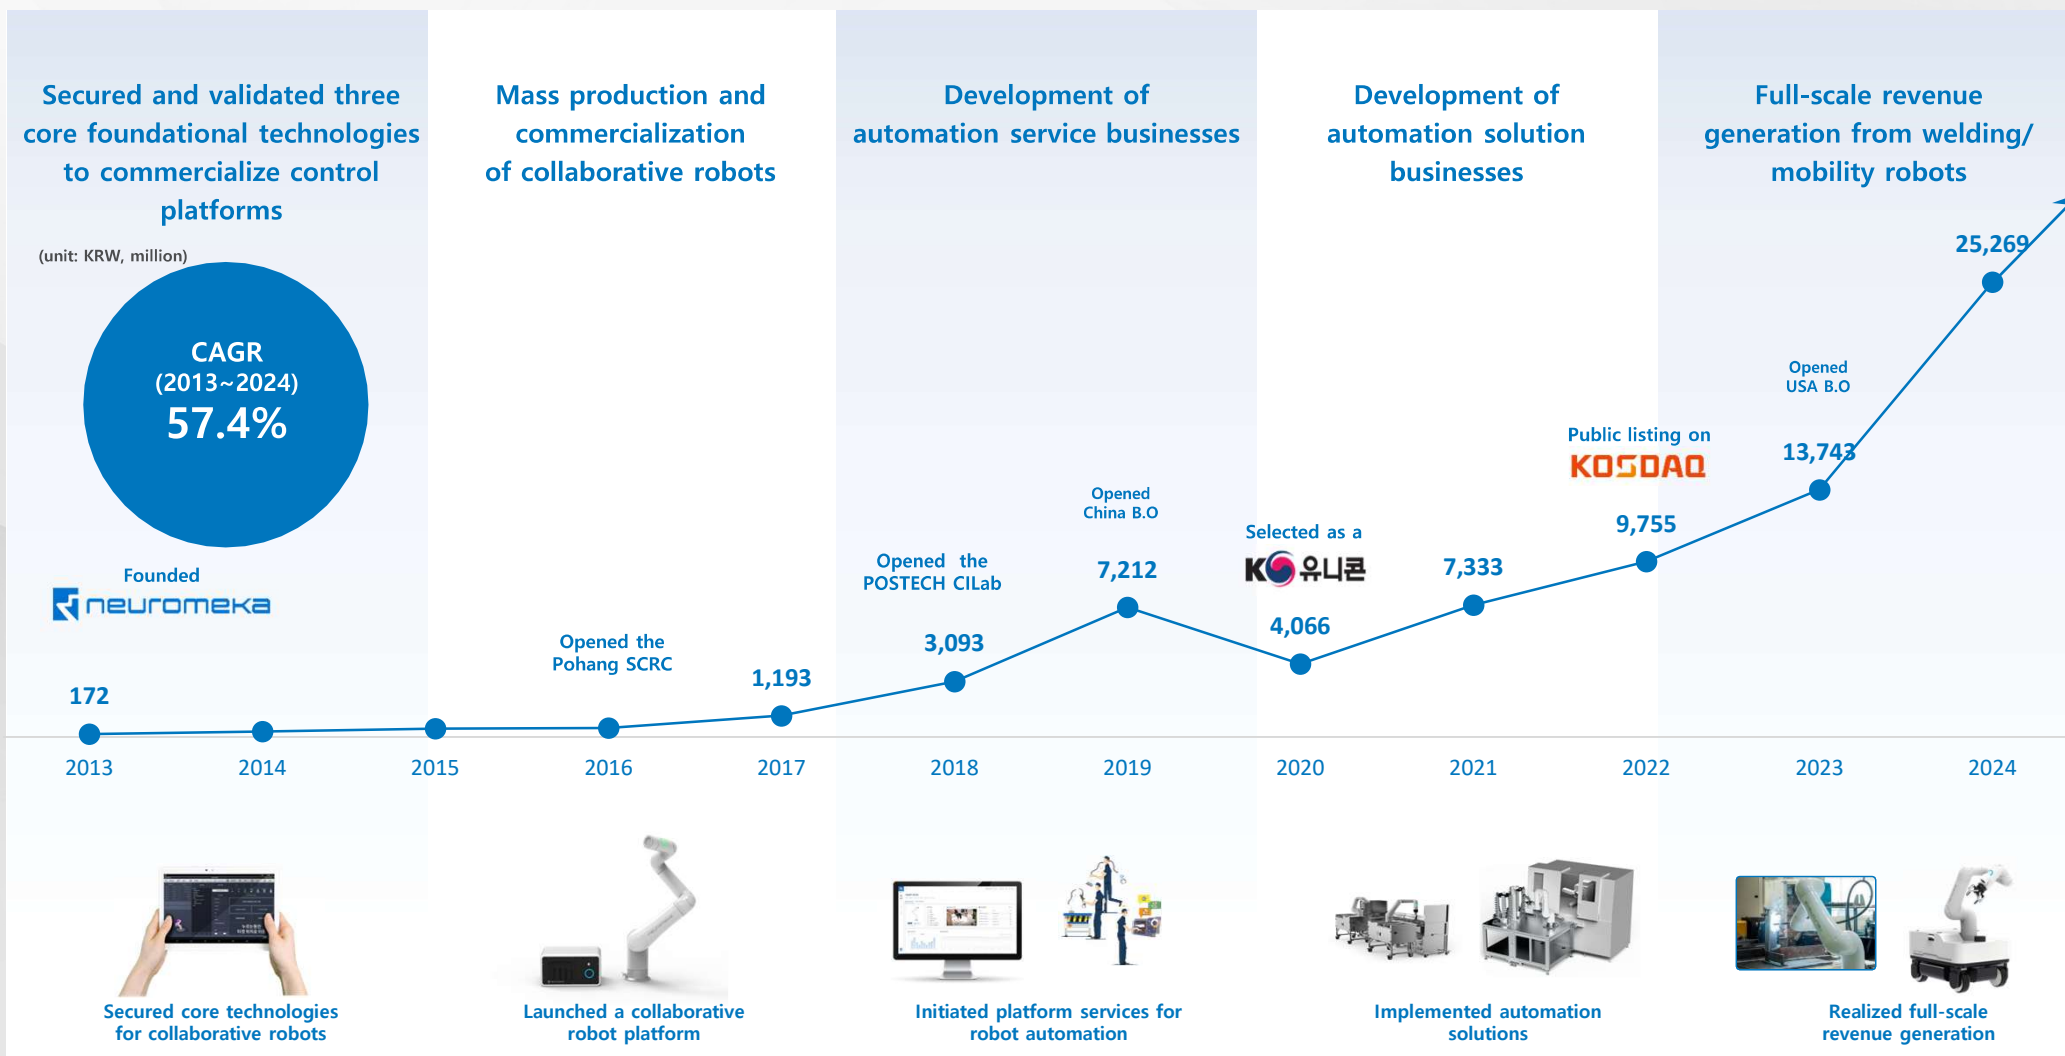 Secured and validated three
core foundational technologies
to commercialize control
platforms
Mass production and
commercialization
of collaborative robots
Development of
automation service businesses
Development of
automation solution
businesses
Full-scale revenue
generation from welding/
mobility robots
(unit: KRW, million)
CAGR
(2013~2024)
57.4%
Founded
neuromeka
172
Opened the
Pohang SCRC
1,193
Opened the
POSTECH CILab
3,093
Opened
China B.O
7,212
Selected as a
K유니콘
4,066
7,333
Public listing on
KOSDAQ
9,755
Opened
USA B.O
13,743
25,269
2013
2014
2015
2016
2017
2018
2019
2020
2021
2022
2023
2024
Secured core technologies
for collaborative robots
Launched a collaborative
robot platform
Initiated platform services for
robot automation
Implemented automation
solutions
Realized full-scale
revenue generation